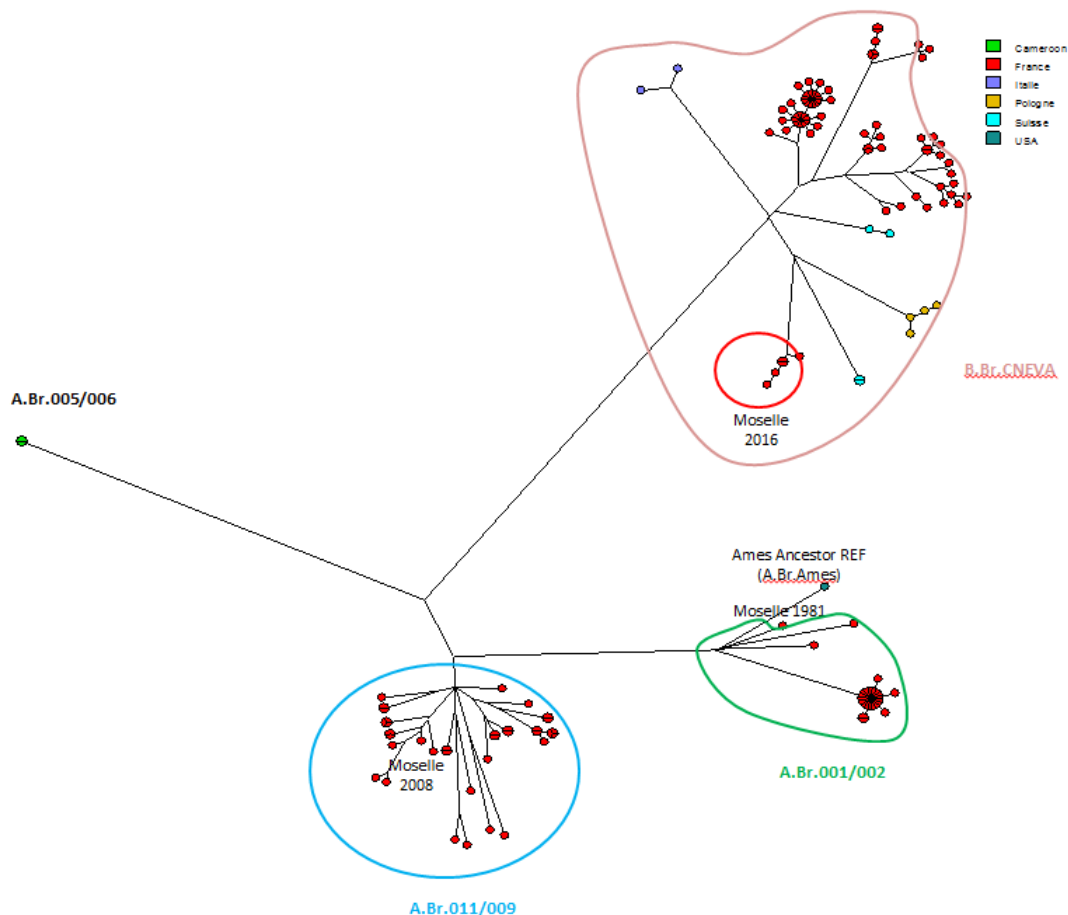 Cameroon
France
Italie
Pologne
Suisse
USA
B.Br.CNEVA
A.Br.005/006
Moselle
2016
Ames Ancestor REF
(A.Br.Ames)
Moselle 1981
Moselle
2008
A.Br.001/002
A.Br.011/009